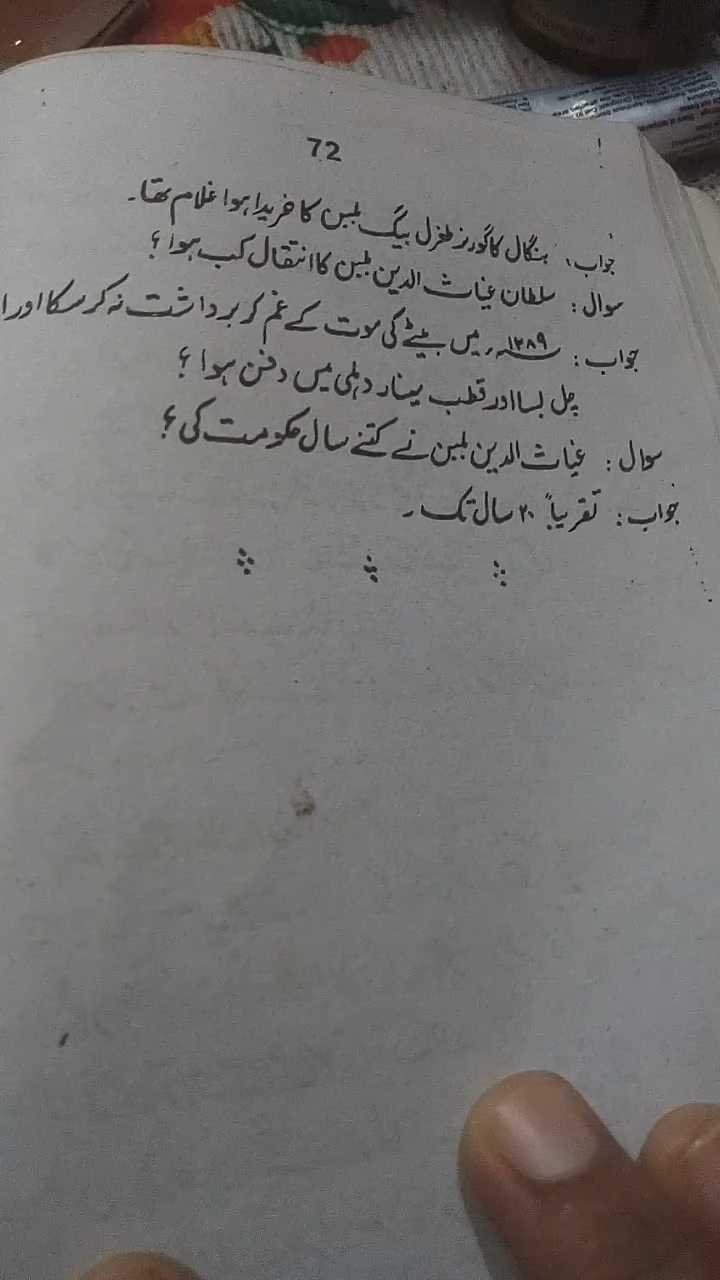 72
جواب: بنگال کا گورنر طغرل بیگ بلبن کا خریدا ہوا غلام تھا۔
سوال: سلطان غیاث الدین بلبن کا انتقال کب ہوا؟
جواب: ۱۲۸۹ء میں بیٹے کی موت کے غم کر برداشت نہ کر سکا اور ا
چل بسا اور قطب مینار دہلی میں دفن ہوا؟
سوال: غیاث الدین بلبن نے کتنے سال حکومت کی؟
جواب: تقریباً ۲۰ سال تک۔